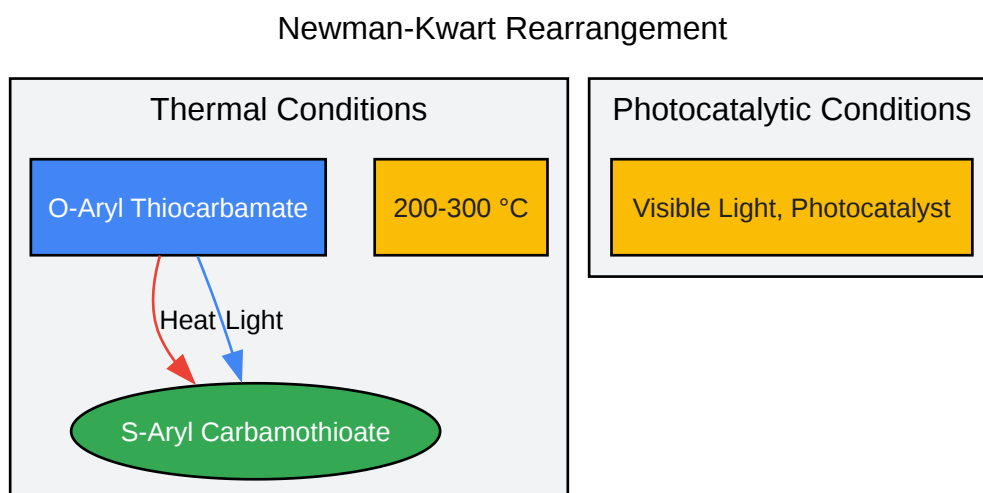 Newman-Kwart Rearrangement
Thermal Conditions
O-Aryl Thiocarbamate
200-300 °C
Heat
Light
S-Aryl Carbamothioate
Photocatalytic Conditions
Visible Light, Photocatalyst